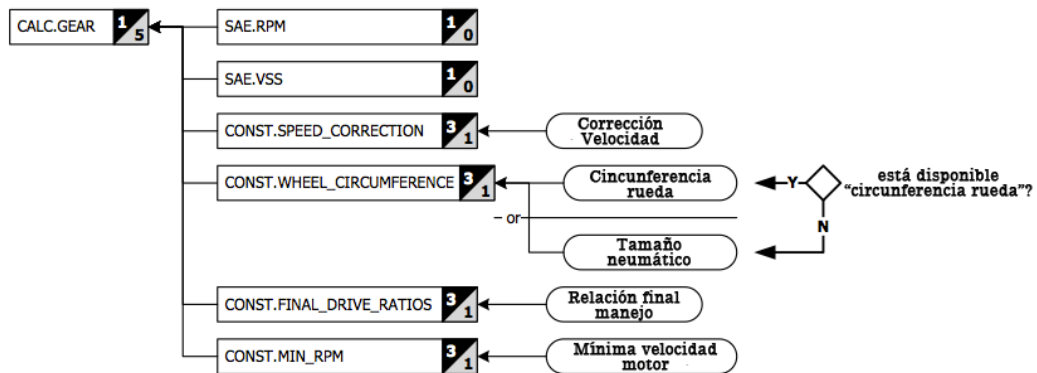 CALC.GEAR 1 5
SAE.RPM 1 0
SAE.VSS 1 0
CONST.SPEED_CORRECTION 3 1
Corrección
Velocidad
CONST.WHEEL_CIRCUMFERENCE 3 1
Cincunferencia
rueda
Y
está disponible
“circunferencia rueda”?
or
N
Tamaño
neumático
CONST.FINAL_DRIVE_RATIOS 3 1
Relación final
manejo
CONST.MIN_RPM 3 1
Mínima velocidad
motor